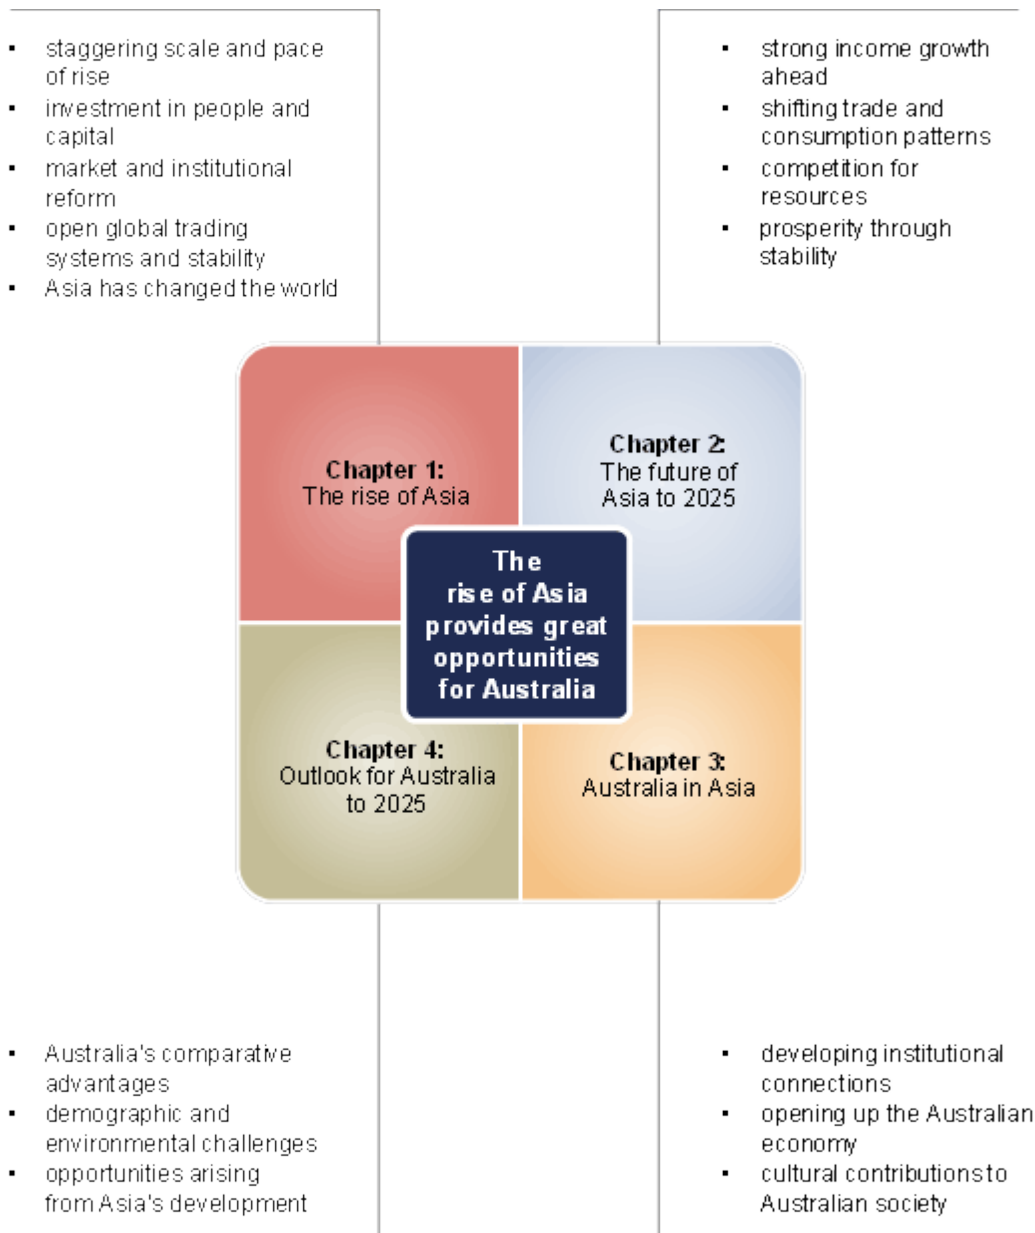 ▪ staggering scale and pace
of rise
▪ investment in people and
capital
▪ market and institutional
reform
▪ open global trading
systems and stability
▪ Asia has changed the world
▪ strong income growth
ahead
▪ shifting trade and
consumption patterns
▪ competition for
resources
▪ prosperity through
stability
Chapter 1:
The rise of Asia
Chapter 2:
The future of
Asia to 2025
The
rise of Asia
provides great
opportunities
for Australia
Chapter 4:
Outlook for Australia
to 2025
Chapter 3:
Australia in Asia
▪ Australia's comparative
advantages
▪ demographic and
environmental challenges
▪ opportunities arising
from Asia's development
▪ developing institutional
connections
▪ opening up the Australian
economy
▪ cultural contributions to
Australian society